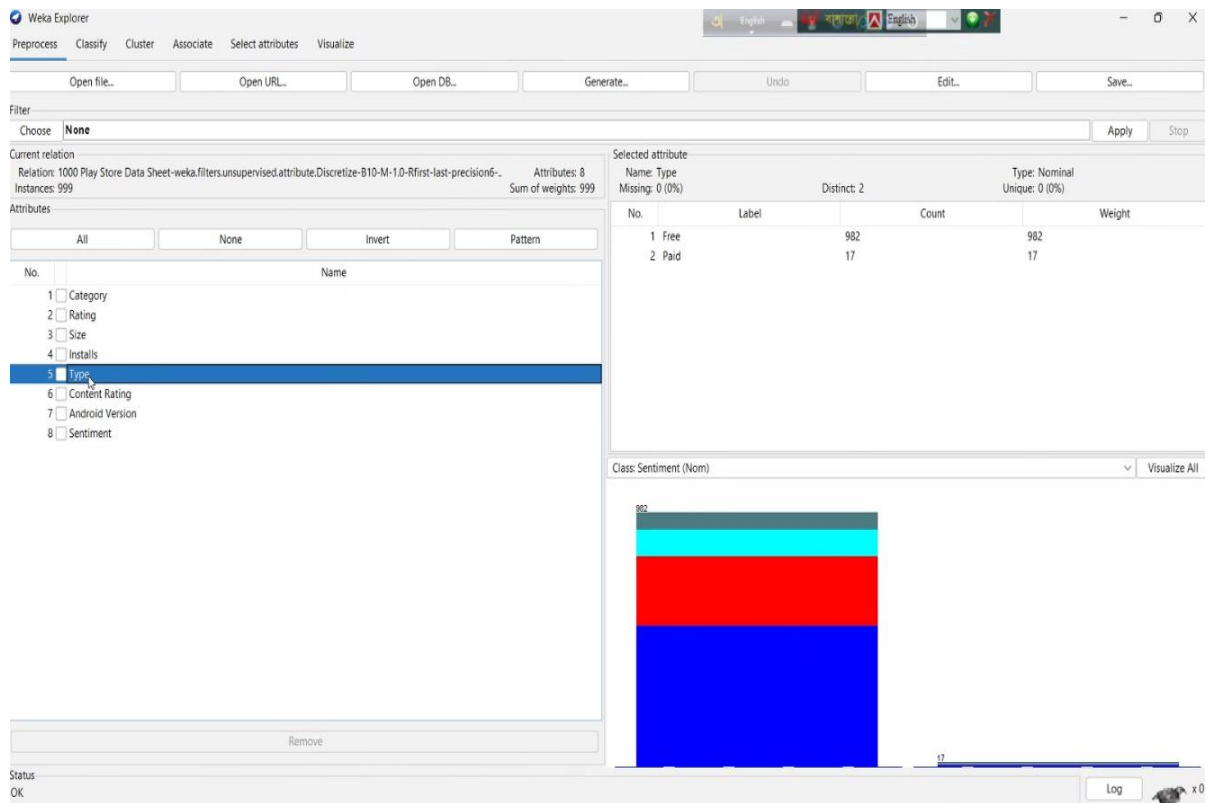 Weka Explorer
English
English
Preprocess Classify Cluster Associate Select attributes Visualize
Open file... Open URL... Open DB... Generate... Undo Edit... Save...
Filter
Choose None Apply Stop
Current relation
Relation: 1000 Play Store Data Sheet-weka.filters.unsupervised.attribute.Discretize-B10-M-1.0-Rfirst-last-precision6-... Attributes: 8
Instances: 999 Sum of weights: 999
Attributes
All None Invert Pattern
No. Name
1 Category
2 Rating
3 Size
4 Installs
5 Type
6 Content Rating
7 Android Version
8 Sentiment
Remove
Selected attribute
Name: Type Type: Nominal
Missing: 0 (0%) Distinct: 2 Unique: 0 (0%)
No. Label Count Weight
1 Free 982 982
2 Paid 17 17
Class: Sentiment (Nom) Visualize All
982
17
Status
OK Log x 0